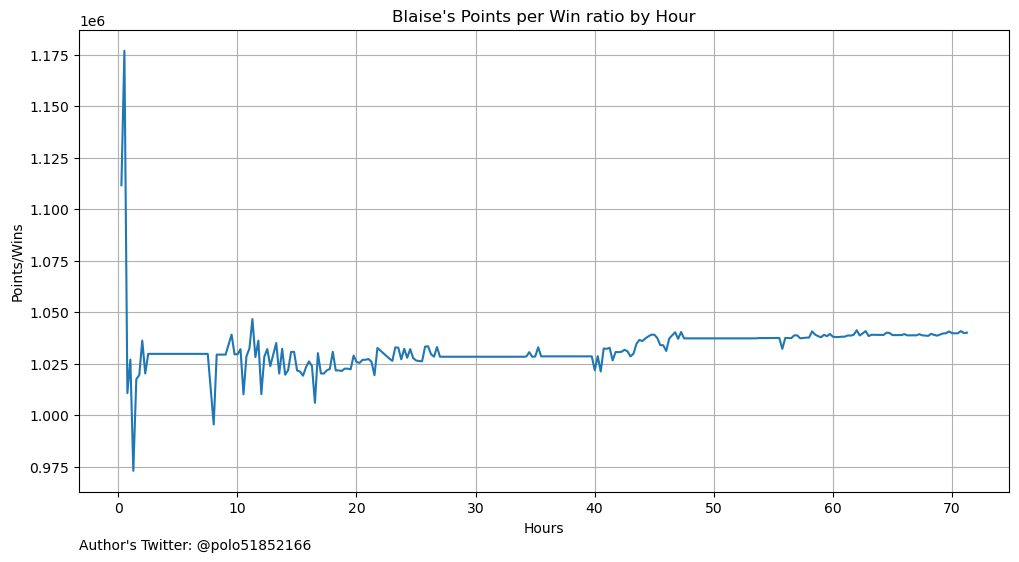 Blaise's Points per Win ratio by Hour
1e6
1.175
1.150
1.125
1.100
1.075
1.050
1.025
1.000
0.975
Points/Wins
0 10 20 30 40 50 60 70
Hours
Author's Twitter: @polo51852166